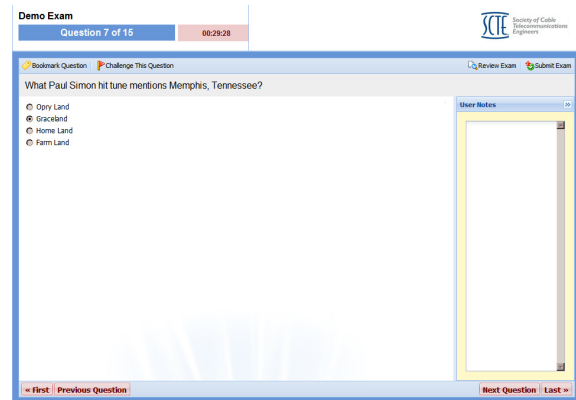 Demo Exam
Question 7 of 15
00:29:28
SCTE
Society of Cable
Telecommunications
Engineers
Bookmark Question
Challenge This Question
Review Exam
Submit Exam
What Paul Simon hit tune mentions Memphis, Tennessee?
Opry Land
Graceland
Home Land
Farm Land
User Notes
« First
Previous Question
Next Question
Last »